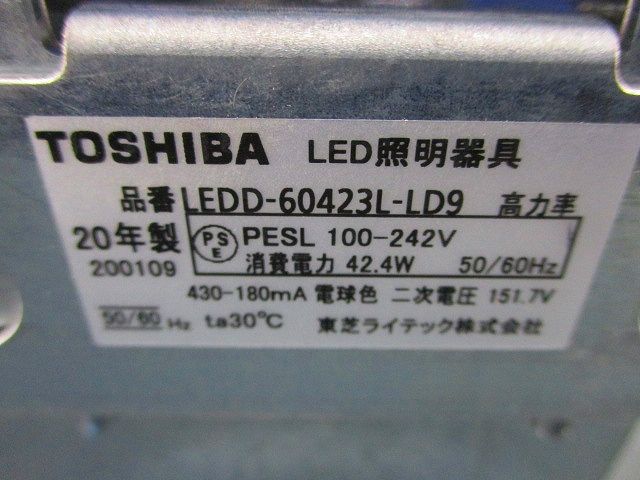 TOSHIBA LED照明器具
品番 LEDD-60423L-LD9 高力率
20年製 PSE PESL 100-242V
200109 消費電力 42.4W 50/60Hz
430-180mA 電球色 二次電圧 151.7V
50/60 Hz ta30℃ 東芝ライテック株式会社